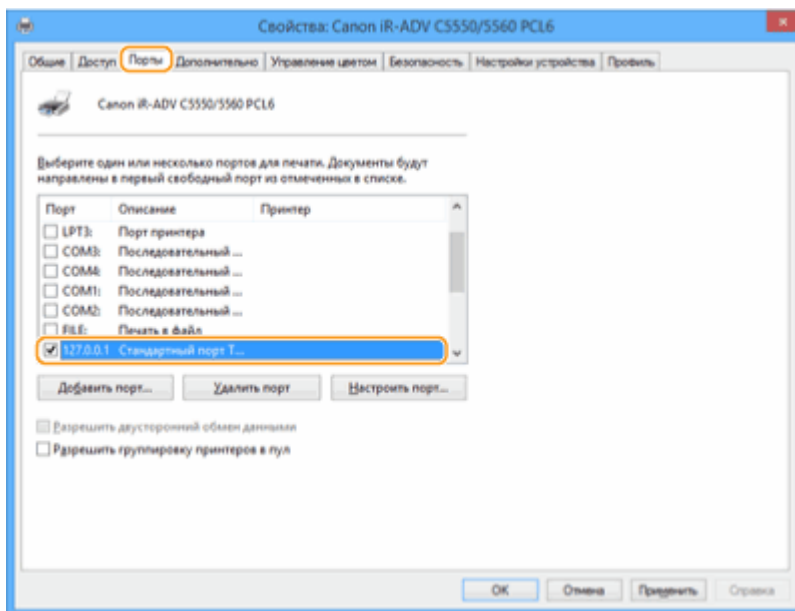 Свойства: Canon iR-ADV C5550/5560 PCL6
Общие Доступ Порты Дополнительно Управление цветом Безопасность Настройки устройства Профиль
Canon iR-ADV C5550/5560 PCL6
Выберите один или несколько портов для печати. Документы будут
направлены в первый свободный порт из отмеченных в списке.
Порт Описание Принтер
LPT3: Порт принтера
COM3: Последовательный ...
COM4: Последовательный ...
COM1: Последовательный ...
COM2: Последовательный ...
FILE: Печать в файл
127.0.0.1 Стандартный порт T...
Добавить порт... Удалить порт Настроить порт...
Разрешить двусторонний обмен данными
Разрешить группировку принтеров в пул
OK Отмена Применить Справка